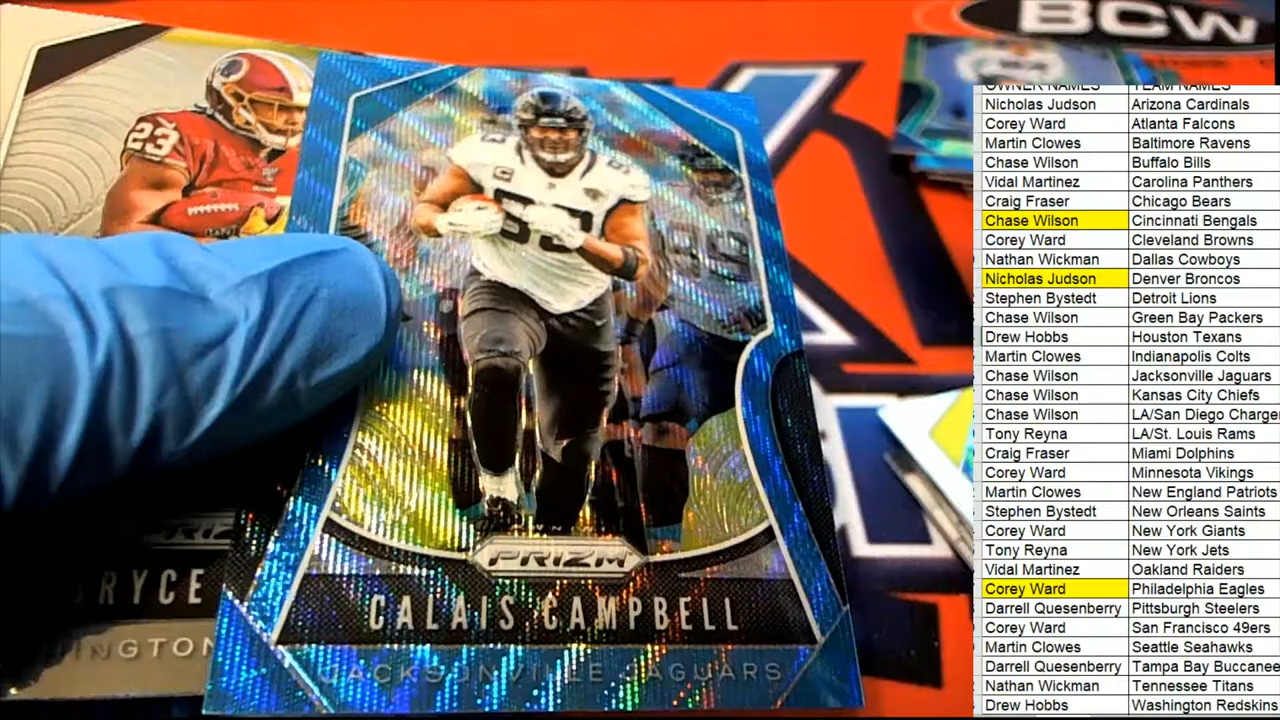 BCW
23
93
PRIZM
CALAIS CAMPBELL
JACKSONVILLE JAGUARS
RYCE
INGTON
OWNER NAMES TEAM NAMES
Nicholas Judson Arizona Cardinals
Corey Ward Atlanta Falcons
Martin Clowes Baltimore Ravens
Chase Wilson Buffalo Bills
Vidal Martinez Carolina Panthers
Craig Fraser Chicago Bears
Chase Wilson Cincinnati Bengals
Corey Ward Cleveland Browns
Nathan Wickman Dallas Cowboys
Nicholas Judson Denver Broncos
Stephen Bystedt Detroit Lions
Chase Wilson Green Bay Packers
Drew Hobbs Houston Texans
Martin Clowes Indianapolis Colts
Chase Wilson Jacksonville Jaguars
Chase Wilson Kansas City Chiefs
Chase Wilson LA/San Diego Charge
Tony Reyna LA/St. Louis Rams
Craig Fraser Miami Dolphins
Corey Ward Minnesota Vikings
Martin Clowes New England Patriots
Stephen Bystedt New Orleans Saints
Corey Ward New York Giants
Tony Reyna New York Jets
Vidal Martinez Oakland Raiders
Corey Ward Philadelphia Eagles
Darrell Quesenberry Pittsburgh Steelers
Corey Ward San Francisco 49ers
Martin Clowes Seattle Seahawks
Darrell Quesenberry Tampa Bay Buccanee
Nathan Wickman Tennessee Titans
Drew Hobbs Washington Redskins